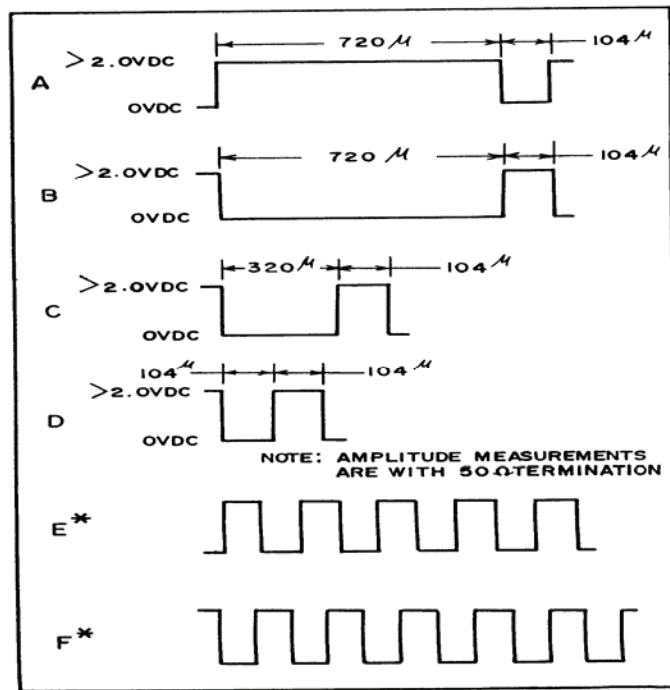 720 μ 104 μ
A >2.0VDC
0VDC
720 μ 104 μ
B >2.0VDC
0VDC
320 μ 104 μ
C >2.0VDC
0VDC
104 μ 104 μ
D >2.0VDC
0VDC
NOTE: AMPLITUDE MEASUREMENTS
ARE WITH 50 Ω TERMINATION
E*
F*